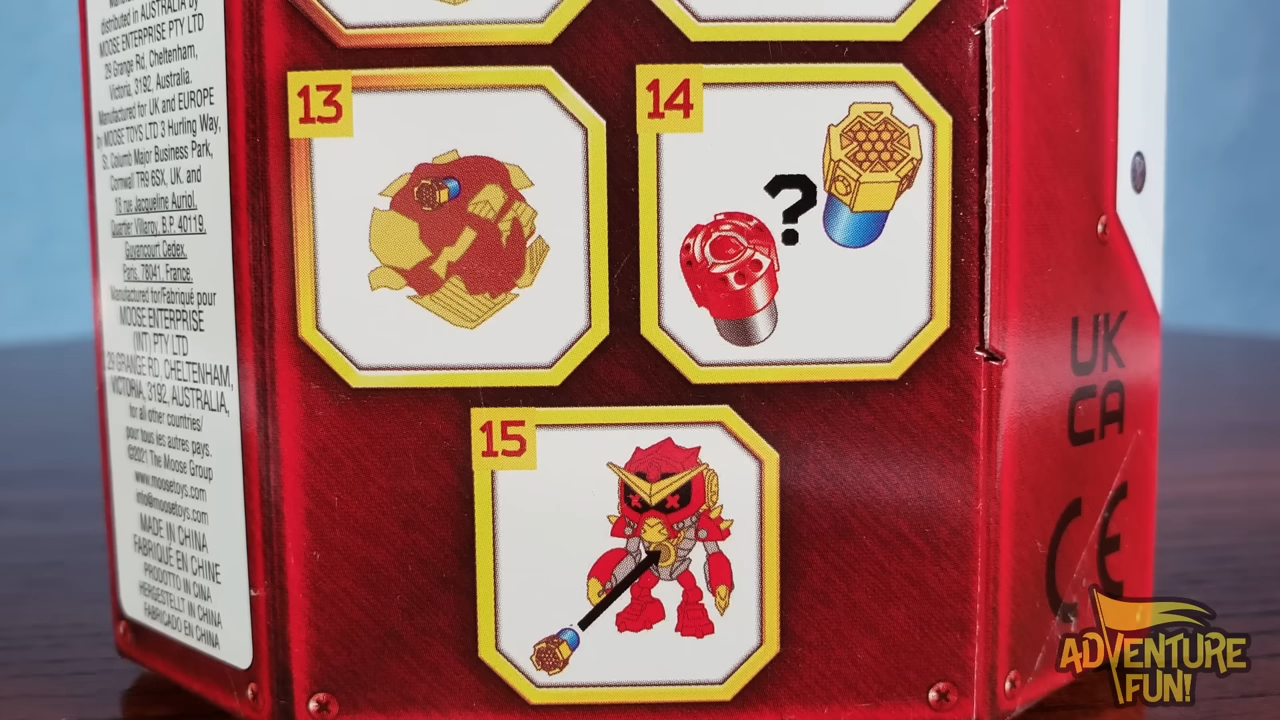 distributed in AUSTRALIA by
MOOSE ENTERPRISE PTY LTD
29 Grange Rd, Cheltenham,
Victoria, 3192, Australia.
Manufactured for UK and EUROPE
by MOOSE TOYS LTD 3 Hurling Way,
St. Columb Major Business Park,
Cornwall TR9 6SX, UK. and
18 rue Jacqueline Auriol,
Quartier Villaroy, B.P. 40119,
Guyancourt Cedex,
Paris, 78041, France.
Manufactured for/Fabriqué pour
MOOSE ENTERPRISE
(INT) PTY LTD
29 GRANGE RD, CHELTENHAM,
VICTORIA, 3192, AUSTRALIA,
for all other countries/
pour tous les autres pays.
©2021 The Moose Group
www.moosetoys.com
info@moosetoys.com
MADE IN CHINA
FABRIQUÉ EN CHINE
PRODOTTO IN CINA
HERGESTELLT IN CHINA
FABRICADO EN CHINA
13
14
?
15
UK
CA
CE
ADVENTURE
FUN!